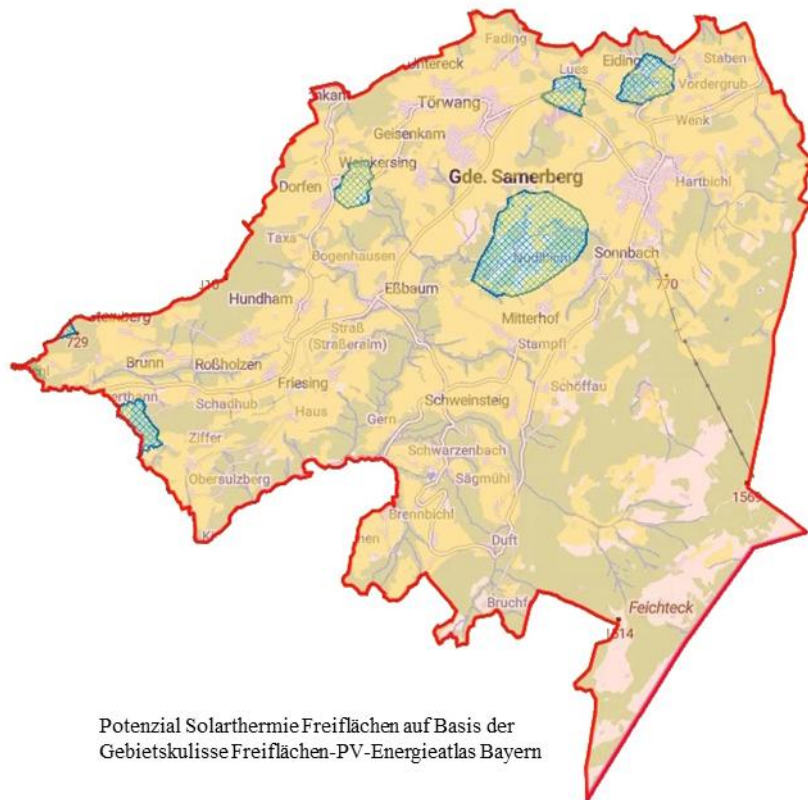 Fading
Untereck
Lues
Eiding
Staben
Vordergrub
Törwang
Wenk
Geisenkam
Weinkersing
Gde. Samerberg
Hartbichl
Dorfen
Taxa
Bogenhausen
Nödlbichl
Sonnbach
770
Hundham
Eßbaum
Mitterhof
729
Straß
(Straßeralm)
Stampfl
Brunn
Roßholzen
Friesing
Schöffau
Schadhub
Haus
Schweinsteig
Gern
Ziffer
Schwarzenbach
Obersulzberg
Sägmühl
1569
Brennbichl
Duft
Bruchf
Feichteck
Potenzial Solarthermie Freiflächen auf Basis der
Gebietskulisse Freiflächen-PV-Energieatlas Bayern